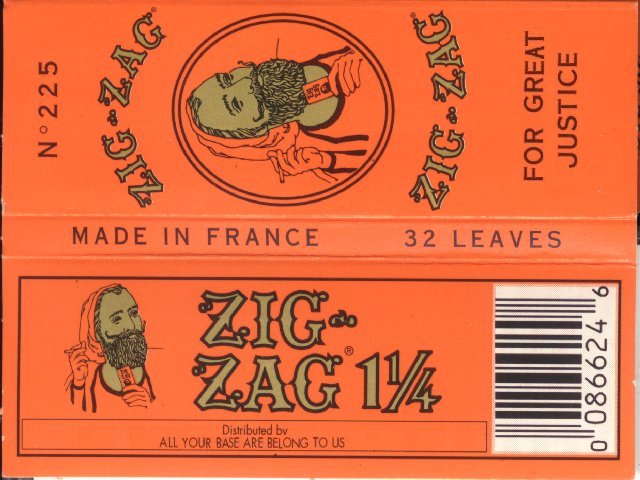 N° 225
ZIG-ZAG®
ZIG-ZAG
FOR GREAT
JUSTICE
MADE IN FRANCE 32 LEAVES
ZIG-
ZAG® 1¼
Distributed by
ALL YOUR BASE ARE BELONG TO US
0 086624 6